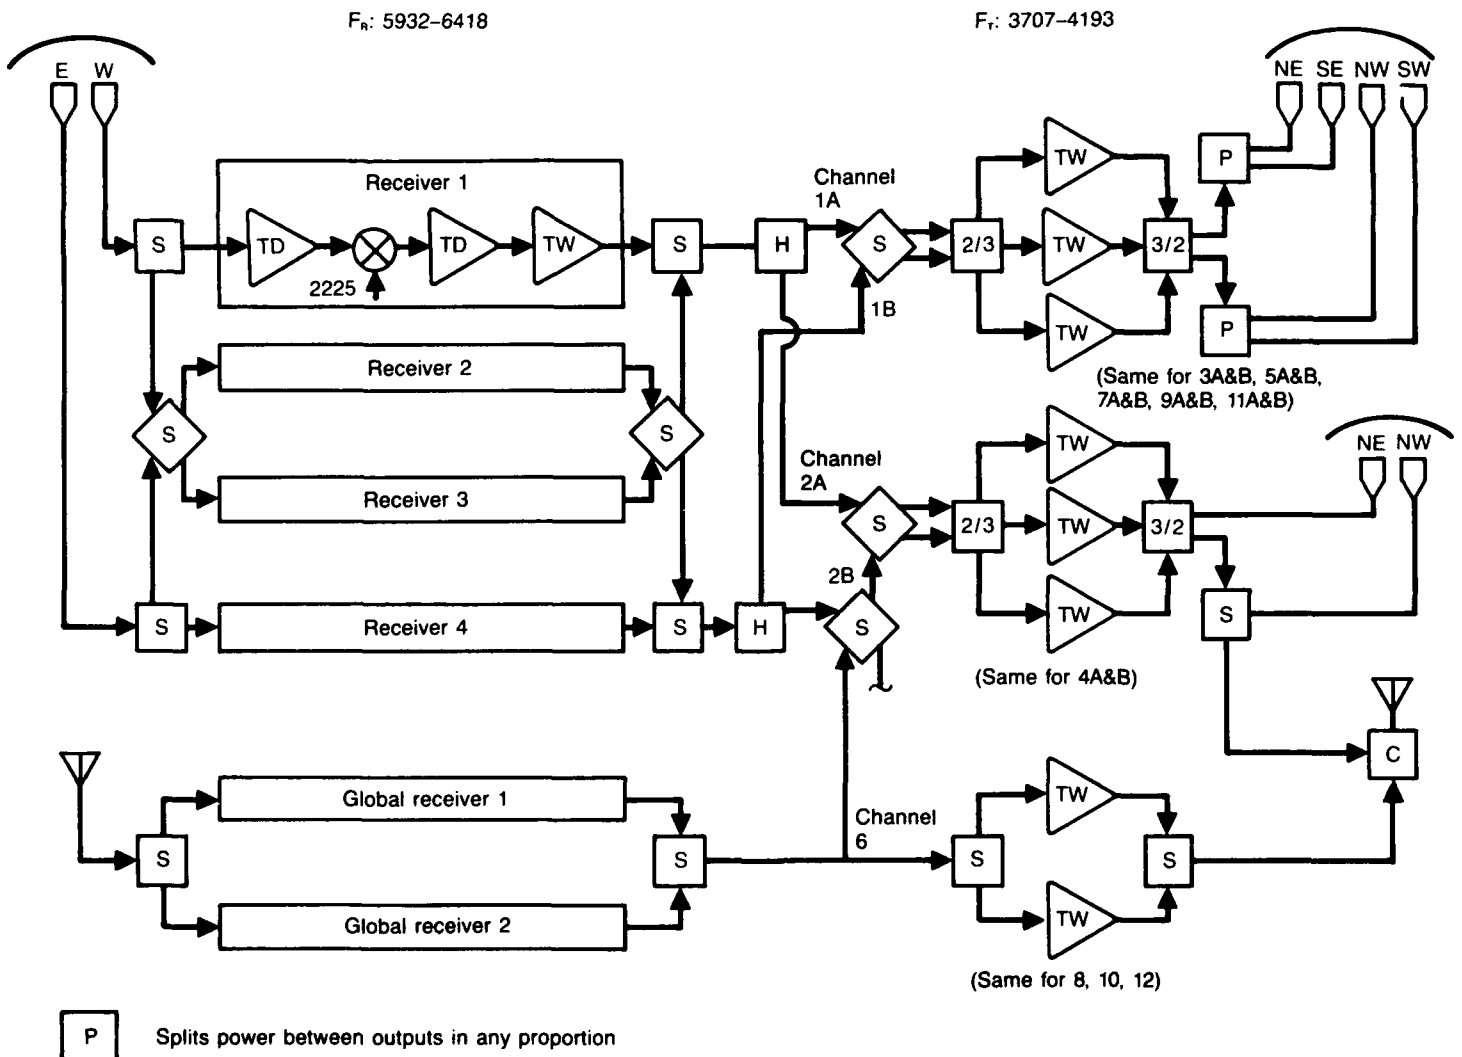 F_R: 5932–6418
F_T: 3707–4193
E W
NE SE NW SW
Receiver 1
S
TD
TD
TW
2225
S
H
Channel
1A
S
1B
2/3
TW
TW
TW
3/2
P
P
(Same for 3A&B, 5A&B,
7A&B, 9A&B, 11A&B)
Receiver 2
S
S
Receiver 3
Channel
2A
S
2B
2/3
TW
TW
TW
3/2
NE NW
S
(Same for 4A&B)
S
Receiver 4
S
H
S
C
Global receiver 1
S
S
Global receiver 2
Channel
6
S
TW
TW
S
(Same for 8, 10, 12)
P Splits power between outputs in any proportion